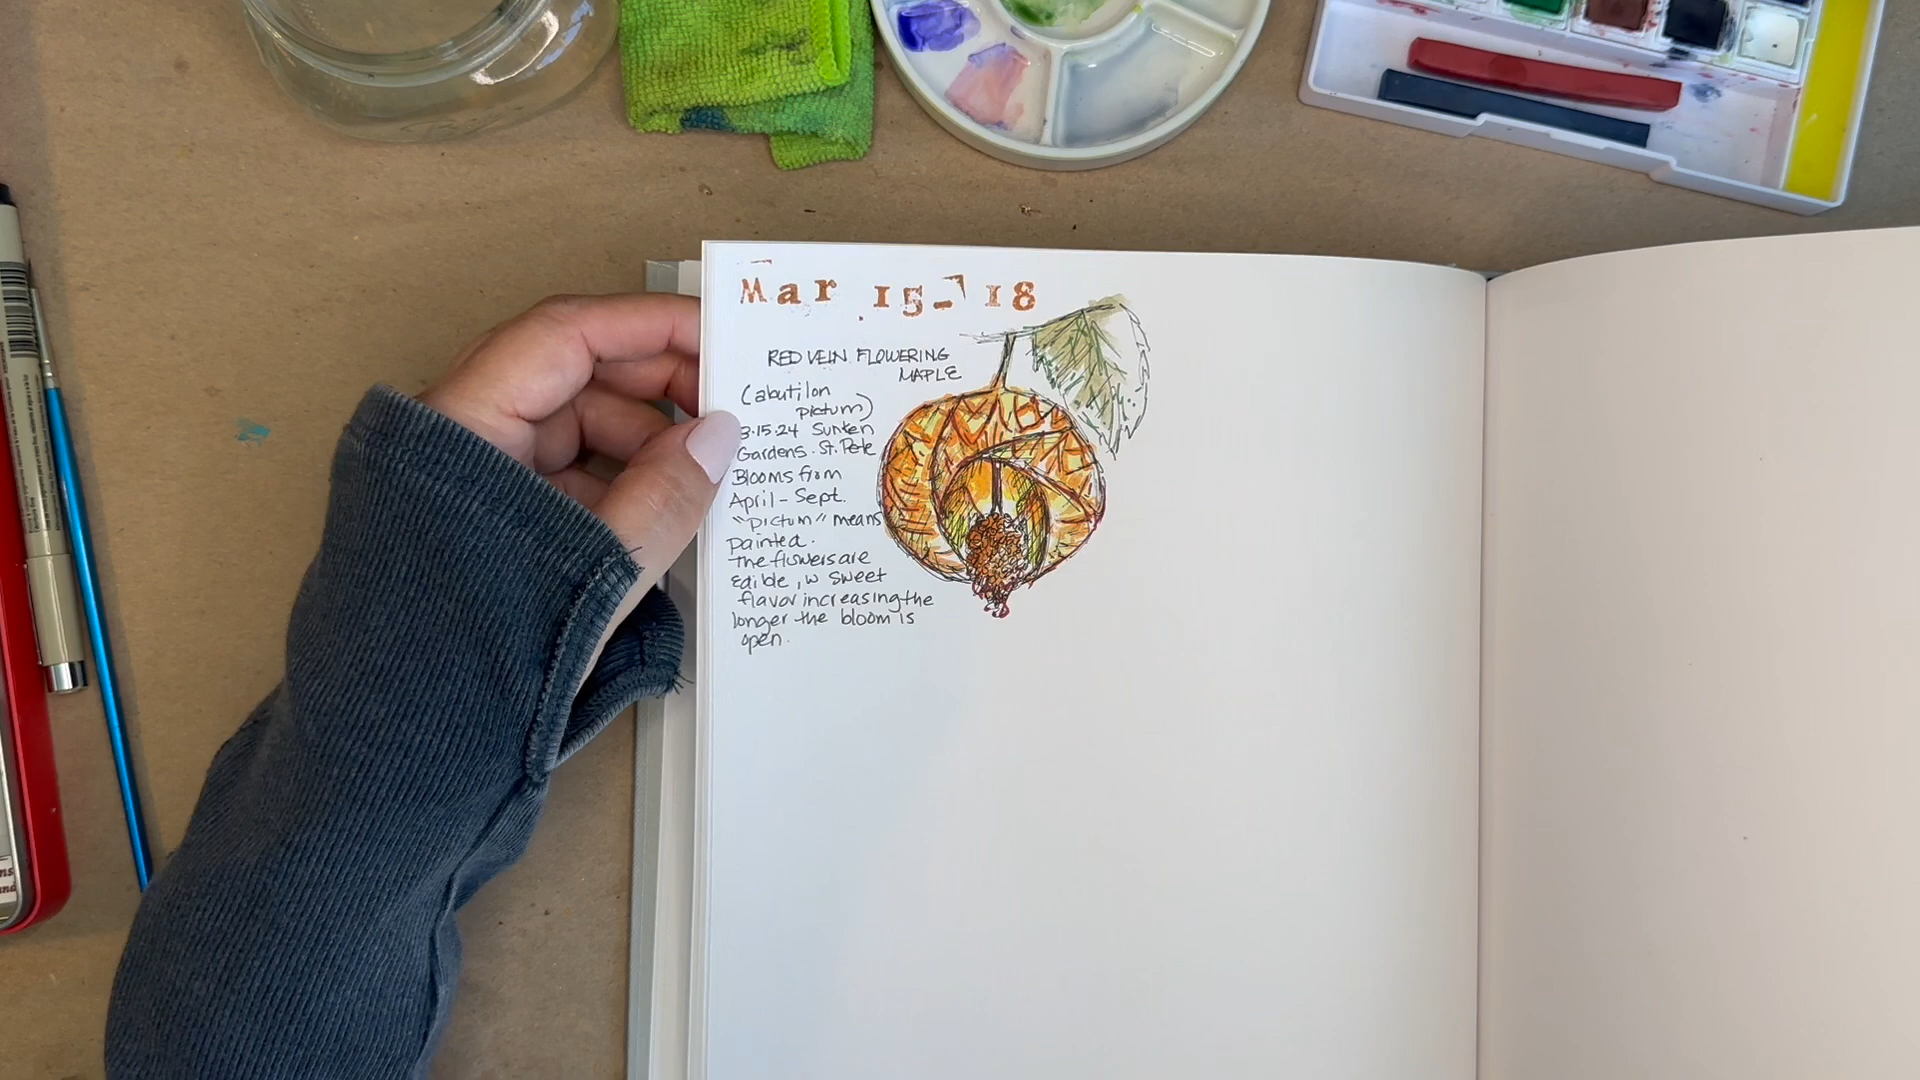 Mar 15-18
RED VEIN FLOWERING
MAPLE
(abutilon
pictum)
3.15.24 Sunken
Gardens. St. Pete
Blooms from
April - Sept.
"pictum" means
painted.
The flowers are
edible, w sweet
flavor increasing the
longer the bloom is
open.